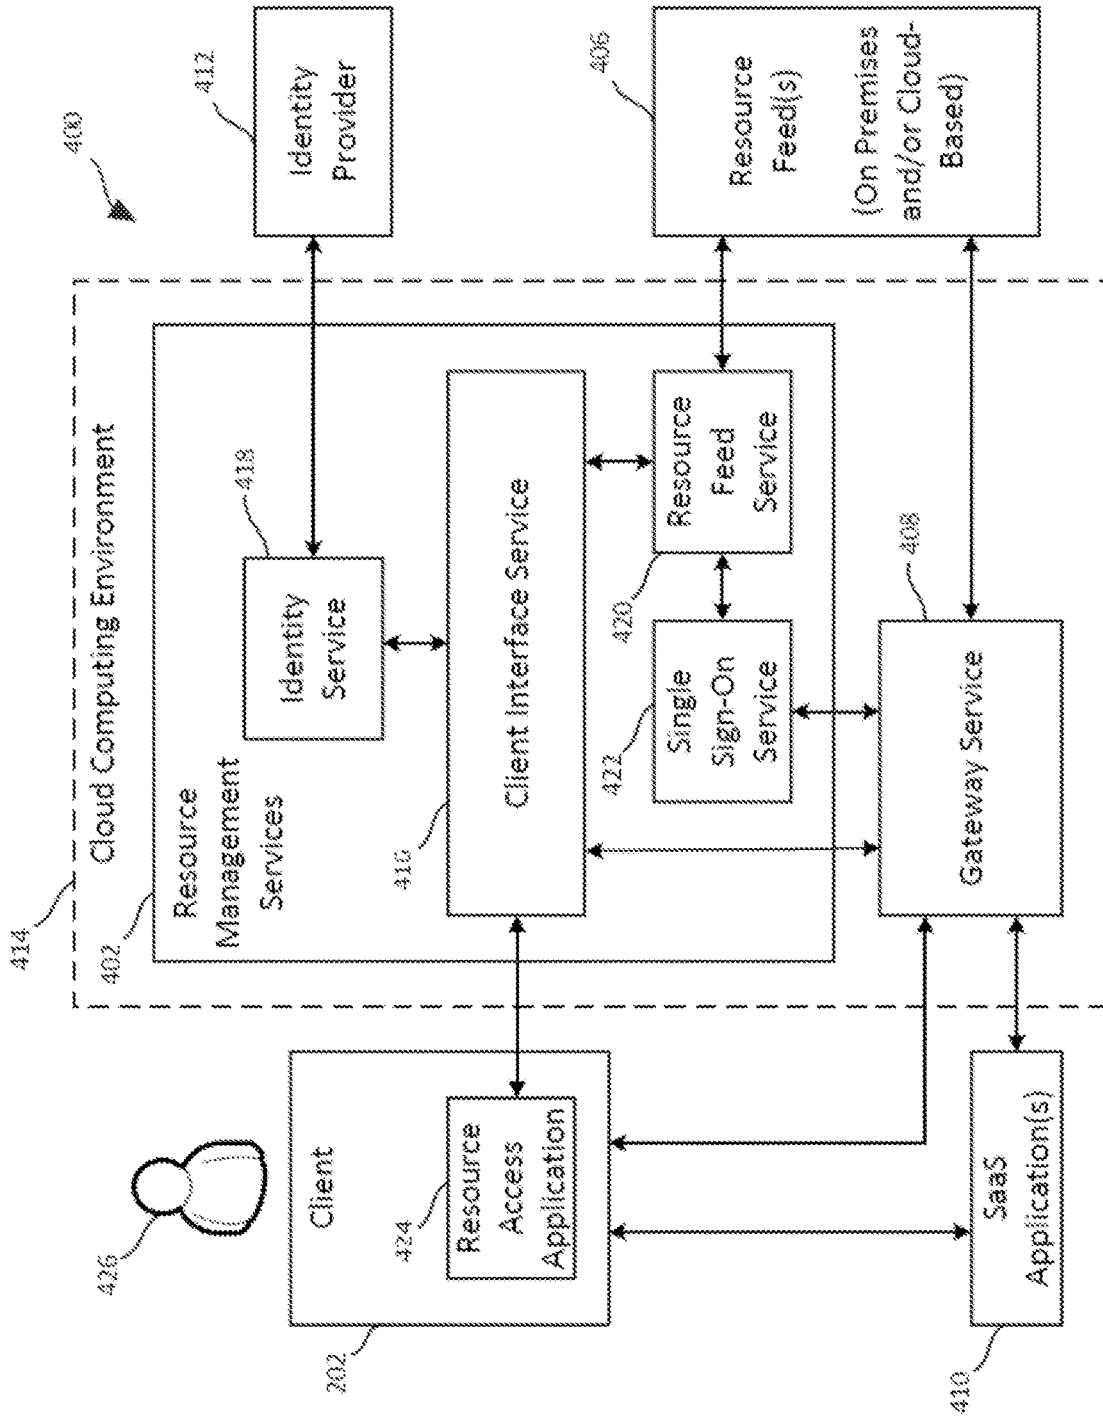 414
400
Cloud Computing Environment
426
402
412
Resource
Management
Services
418
Client
Identity
Service
Identity
Provider
202
424
416
Resource
Access
Application
Client Interface Service
422
420
406
Single
Sign-On
Service
Resource
Feed
Service
Resource
Feed(s)
(On Premises
and/or Cloud-
Based)
408
410
SaaS
Application(s)
Gateway Service